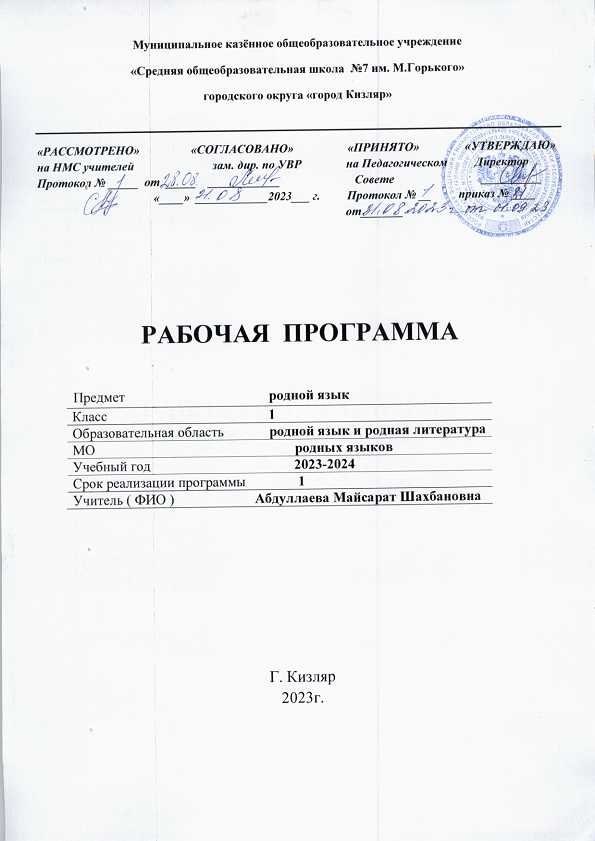 Муниципальное казённое общеобразовательное учреждение
«Средняя общеобразовательная школа №7 им. М.Горького»
городского округа «город Кизляр»
«РАССМОТРЕНО» «СОГЛАСОВАНО» «ПРИНЯТО» «УТВЕРЖДАЮ»
на НМС учителей зам. дир. по УВР на Педагогическом Директор
Совете
Протокол № 1 от 28.08 Протокол № 1 приказ №
«____» 21.08 2023___ г. от 31.08 2023г. от 01.09.23
РАБОЧАЯ ПРОГРАММА
Предмет родной язык
Класс 1
Образовательная область родной язык и родная литература
МО родных языков
Учебный год 2023-2024
Срок реализации программы 1
Учитель ( ФИО ) Абдуллаева Майсарат Шахбановна
Г. Кизляр
2023г.